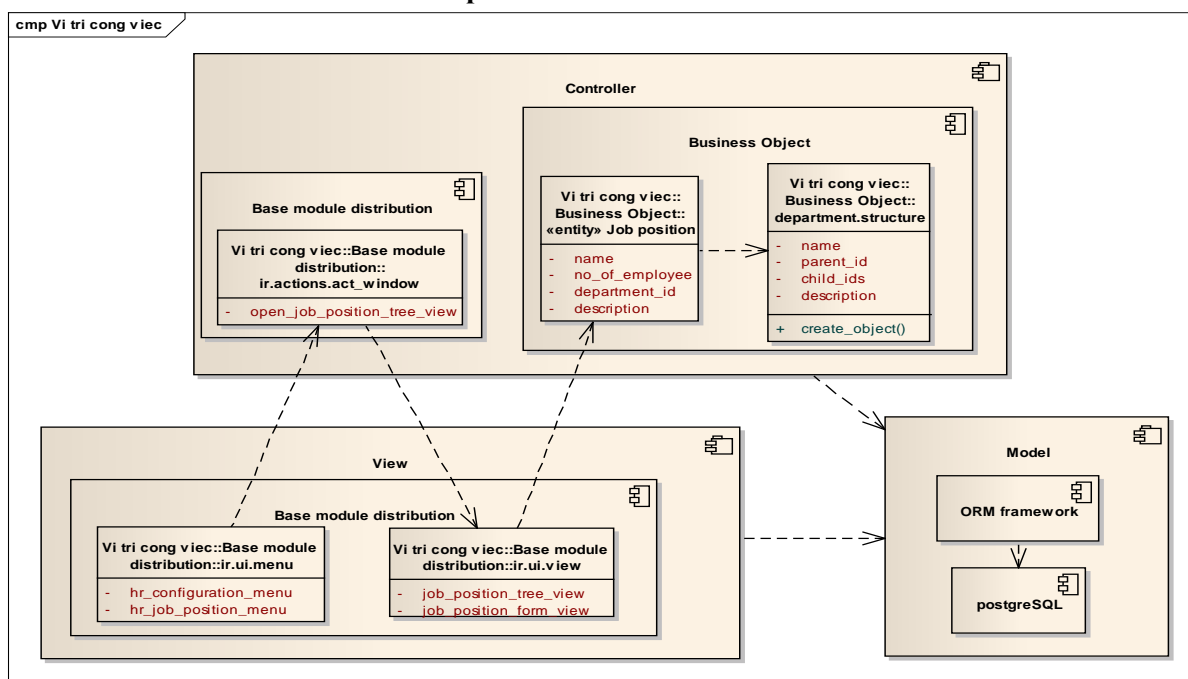 cmp Vi tri cong viec
Controller
Business Object
Base module distribution
Vi tri cong viec::Base module
distribution::
ir.actions.act_window
- open_job_position_tree_view
Vi tri cong viec::
Business Object::
«entity» Job position
- name
- no_of_employee
- department_id
- description
Vi tri cong viec::
Business Object::
department.structure
- name
- parent_id
- child_ids
- description
+ create_object()
View
Base module distribution
Vi tri cong viec::Base module
distribution::ir.ui.menu
- hr_configuration_menu
- hr_job_position_menu
Vi tri cong viec::Base module
distribution::ir.ui.view
- job_position_tree_view
- job_position_form_view
Model
ORM framework
postgreSQL